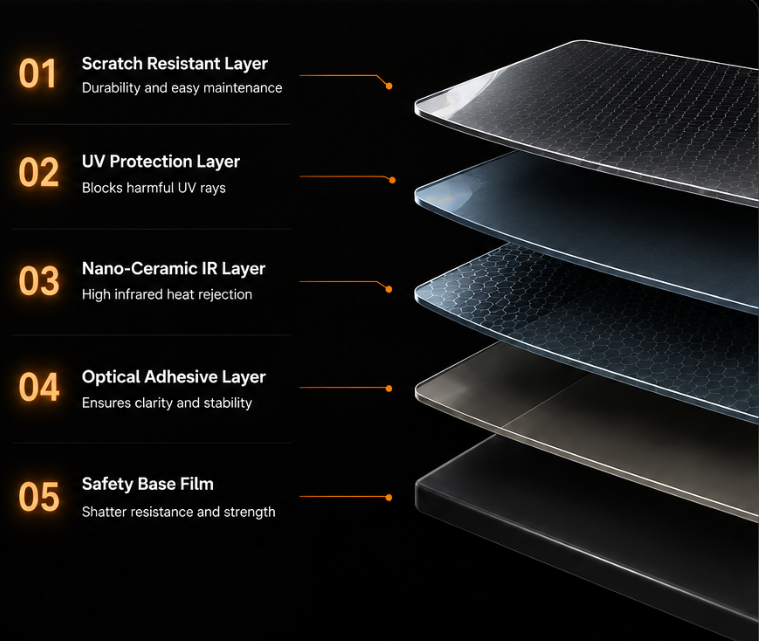 01
Scratch Resistant Layer
Durability and easy maintenance
02
UV Protection Layer
Blocks harmful UV rays
03
Nano-Ceramic IR Layer
High infrared heat rejection
04
Optical Adhesive Layer
Ensures clarity and stability
05
Safety Base Film
Shatter resistance and strength